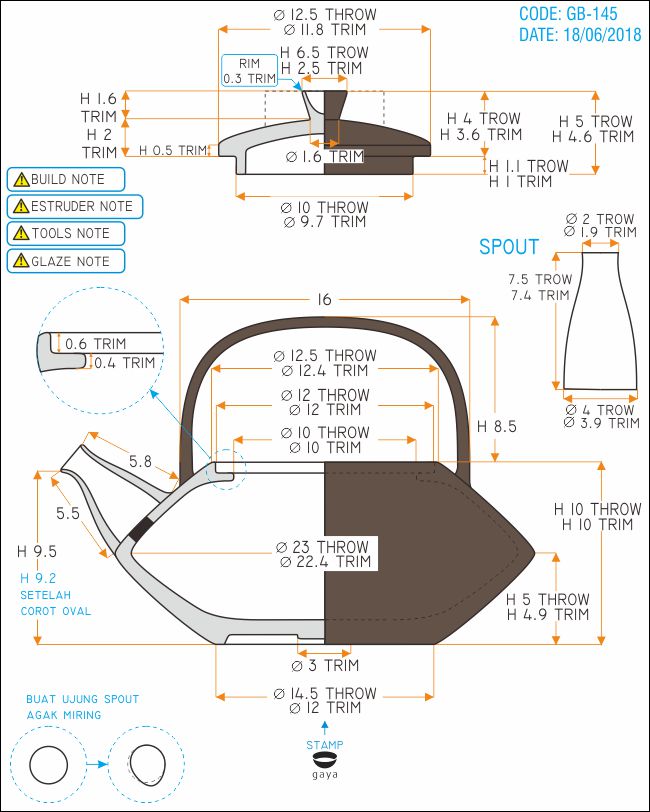 CODE: GB-145
DATE: 18/06/2018
Ø 12.5 THROW
Ø 11.8 TRIM
H 6.5 TROW
H 2.5 TRIM
RIM
0.3 TRIM
H 1.6
TRIM
H 2
TRIM
H 0.5 TRIM
H 4 TROW
H 3.6 TRIM
H 5 TROW
H 4.6 TRIM
Ø 1.6 TRIM
H 1.1 TROW
H 1 TRIM
Ø 10 THROW
Ø 9.7 TRIM
BUILD NOTE
ESTRUDER NOTE
TOOLS NOTE
GLAZE NOTE
SPOUT
Ø 2 TROW
Ø 1.9 TRIM
7.5 TROW
7.4 TRIM
Ø 4 TROW
Ø 3.9 TRIM
16
0.6 TRIM
0.4 TRIM
Ø 12.5 THROW
Ø 12.4 TRIM
Ø 12 THROW
Ø 12 TRIM
Ø 10 THROW
Ø 10 TRIM
H 8.5
5.8
5.5
H 9.5
H 9.2
SETELAH
COROT OVAL
Ø 23 THROW
Ø 22.4 TRIM
H 10 THROW
H 10 TRIM
H 5 THROW
H 4.9 TRIM
Ø 3 TRIM
Ø 14.5 THROW
Ø 12 TRIM
BUAT UJUNG SPOUT
AGAK MIRING
STAMP
gaya